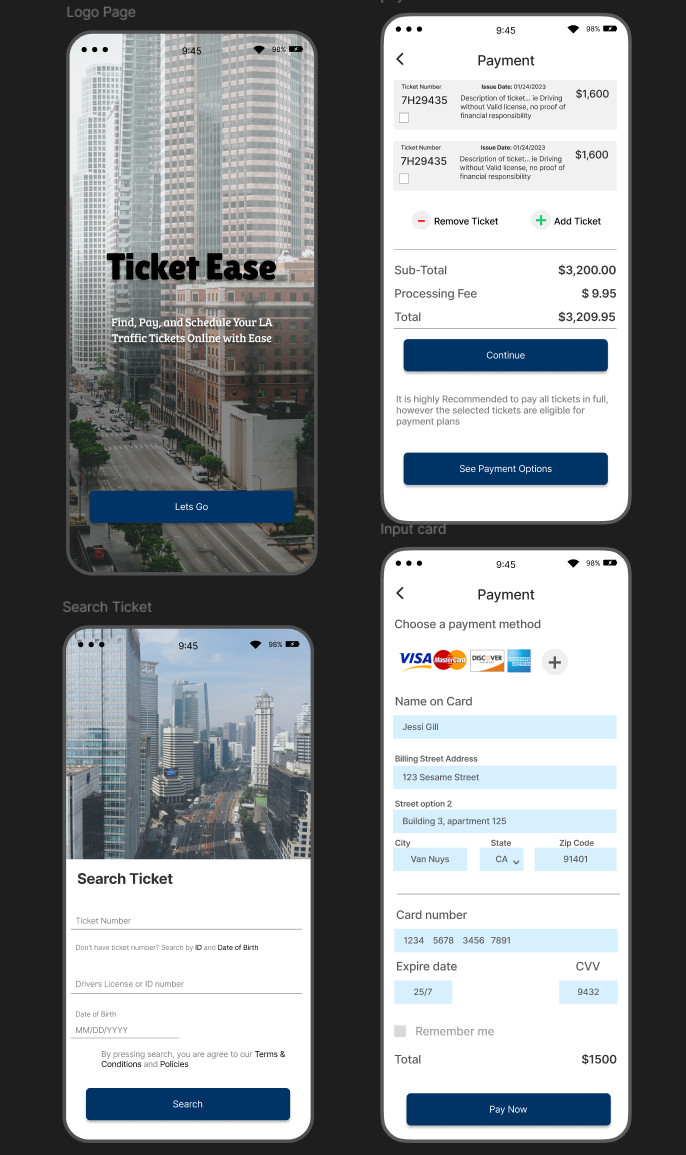 Logo Page
9:45
98%
Ticket Ease
Find, Pay, and Schedule Your LA
Traffic Tickets Online with Ease
Lets Go
Search Ticket
9:45
98%
Search Ticket
Ticket Number
Don't have ticket number? Search by ID and Date of Birth
Drivers License or ID number
Date of Birth
MM/DD/YYYY
By pressing search, you are agree to our Terms &
Conditions and Policies
Search
9:45
98%
Payment
Ticket Number
Issue Date: 01/24/2023
7H29435
Description of ticket... ie Driving
without Valid license, no proof of
financial responsibility
$1,600
Ticket Number
Issue Date: 01/24/2023
7H29435
Description of ticket... ie Driving
without Valid license, no proof of
financial responsibility
$1,600
Remove Ticket
Add Ticket
Sub-Total $3,200.00
Processing Fee $ 9.95
Total $3,209.95
Continue
It is highly Recommended to pay all tickets in full,
however the selected tickets are eligible for
payment plans
See Payment Options
Input card
9:45
98%
Payment
Choose a payment method
VISA MasterCard DISCOVER
Name on Card
Jessi Gill
Billing Street Address
123 Sesame Street
Street option 2
Building 3, apartment 125
City State Zip Code
Van Nuys CA 91401
Card number
1234 5678 3456 7891
Expire date CVV
25/7 9432
Remember me
Total $1500
Pay Now